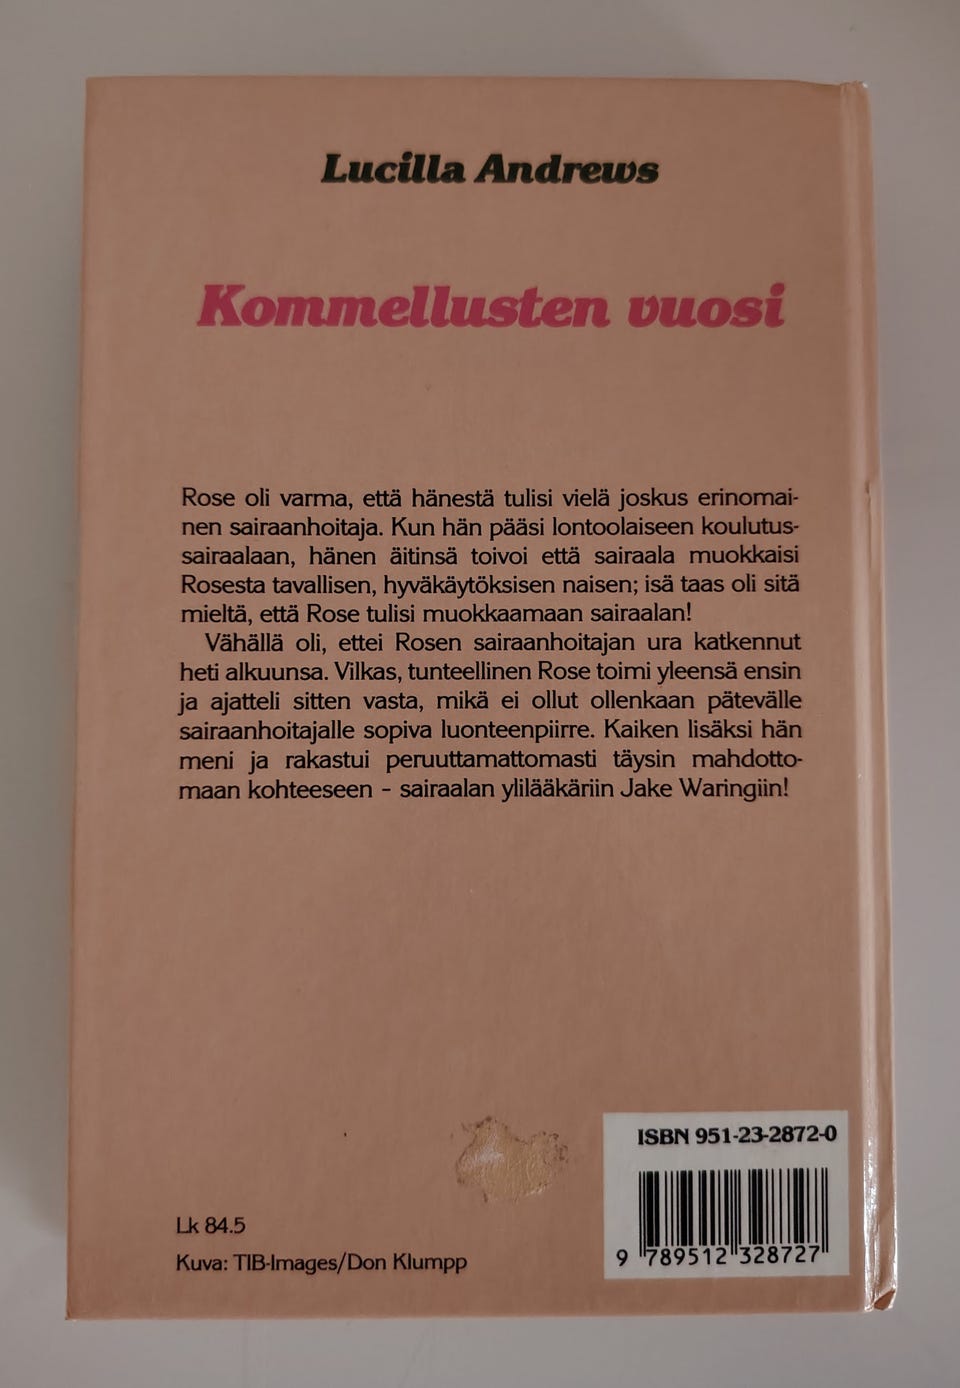 Lucilla Andrews
Kommellusten vuosi
Rose oli varma, että hänestä tulisi vielä joskus erinomai-
nen sairaanhoitaja. Kun hän pääsi lontoolaiseen koulutus-
sairaalaan, hänen äitinsä toivoi että sairaala muokkaisi
Rosesta tavallisen, hyväkäytöksisen naisen; isä taas oli sitä
mieltä, että Rose tulisi muokkaamaan sairaalan!
Vähällä oli, ettei Rosen sairaanhoitajan ura katkennut
heti alkuunsa. Vilkas, tunteellinen Rose toimi yleensä ensin
ja ajatteli sitten vasta, mikä ei ollut ollenkaan pätevälle
sairaanhoitajalle sopiva luonteenpiirre. Kaiken lisäksi hän
meni ja rakastui peruuttamattomasti täysin mahdotto-
maan kohteeseen - sairaalan ylilääkäriin Jake Waringiin!
ISBN 951-23-2872-0
9 789512 328727
Lk 84.5
Kuva: TIB-Images/Don Klumpp